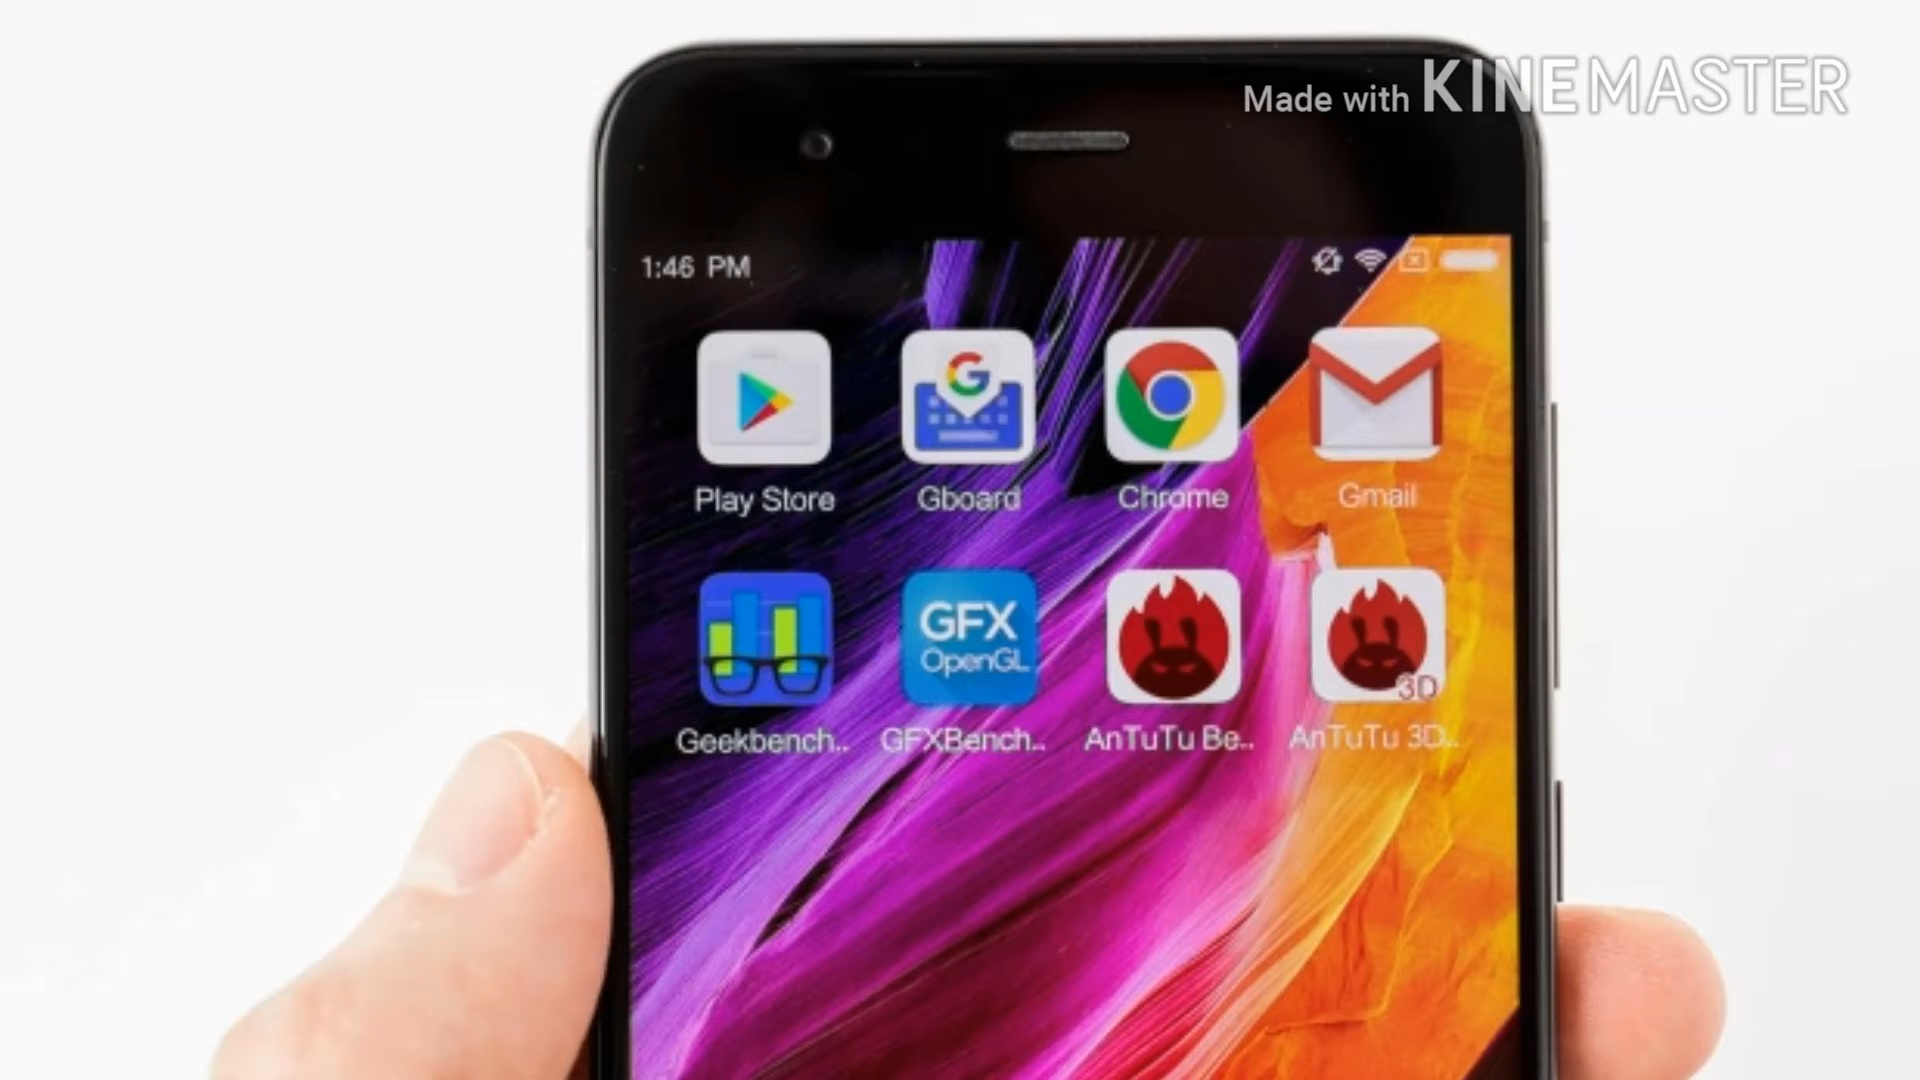 Made with KINEMASTER
1:46 PM
Play Store Gboard Chrome Gmail
GFX
OpenGL
3D
Geekbench.. GFXBench.. AnTuTu Be.. AnTuTu 3D..